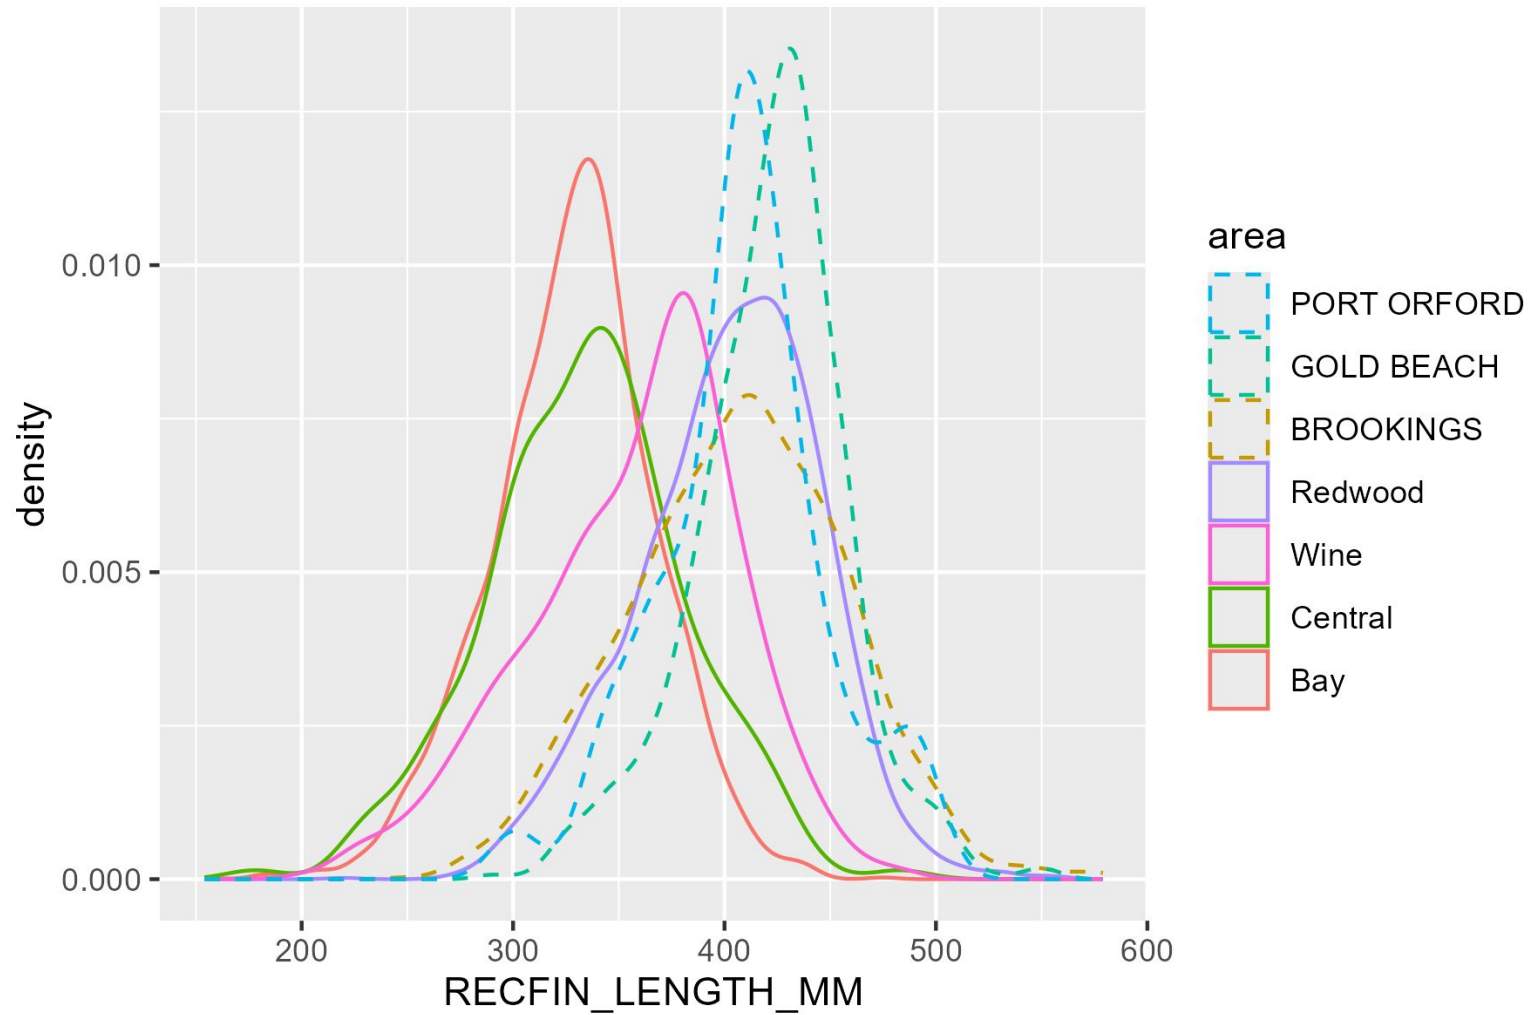 density
0.010
0.005
0.000
200 300 400 500 600
RECFIN_LENGTH_MM
area
PORT ORFORD
GOLD BEACH
BROOKINGS
Redwood
Wine
Central
Bay